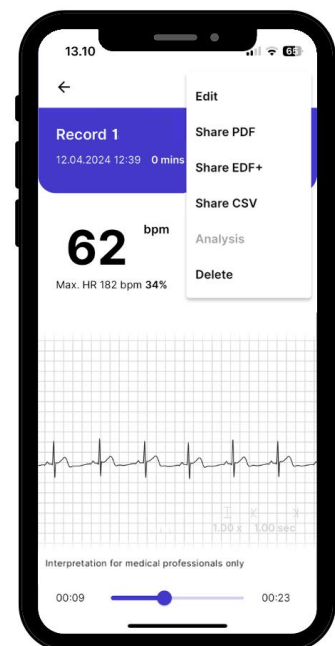 13.10
65
Edit
Share PDF
Share EDF+
Share CSV
Analysis
Delete
Record 1
12.04.2024 12:39 0 mins
62 bpm
Max. HR 182 bpm 34%
1.00 x 1.00 sec
Interpretation for medical professionals only
00:09 00:23